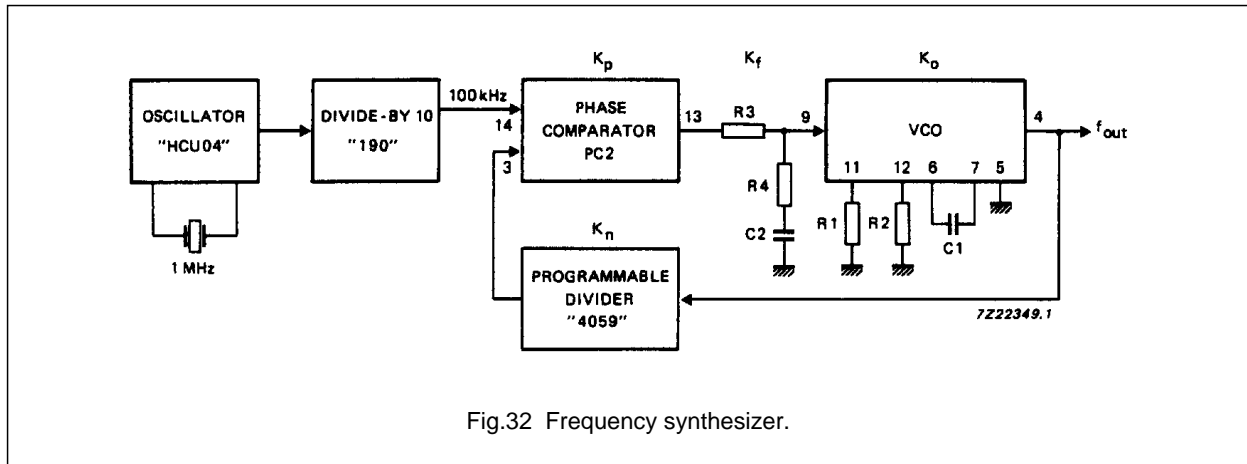 Kp
Kf
Ko
OSCILLATOR
"HCU04"
1 MHz
DIVIDE-BY 10
"190"
100kHz
14
3
PHASE
COMPARATOR
PC2
13
R3
R4
C2
9
VCO
4
fout
11
12
6
7
5
R1
R2
C1
Kn
PROGRAMMABLE
DIVIDER
"4059"
7Z22349.1
Fig.32 Frequency synthesizer.